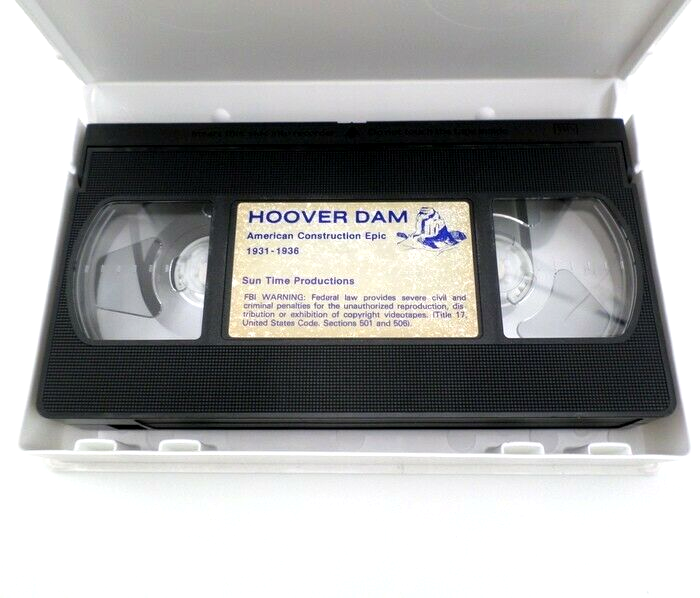 HOOVER DAM
American Construction Epic
1931-1936
Sun Time Productions
FBI WARNING: Federal law provides severe civil and
criminal penalties for the unauthorized reproduction, dis-
tribution or exhibition of copyright videotapes. (Title 17,
United States Code. Sections 501 and 506).